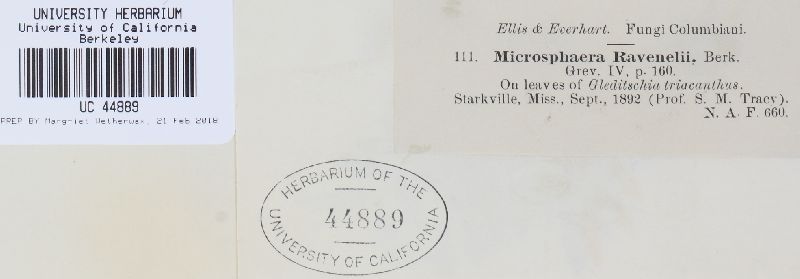 UNIVERSITY HERBARIUM
University of California
Berkeley
UC 44889
PREP BY Margriet Wetherwax, 21 Feb 2018
Ellis & Everhart. Fungi Columbiani.
111. Microsphaera Ravenelii, Berk.
Grev. IV, p. 160.
On leaves of Gleditschia triacanthus.
Starkville, Miss., Sept., 1892 (Prof. S. M. Tracy).
N. A. F. 660.
HERBARIUM OF THE
44889
UNIVERSITY OF CALIFORNIA